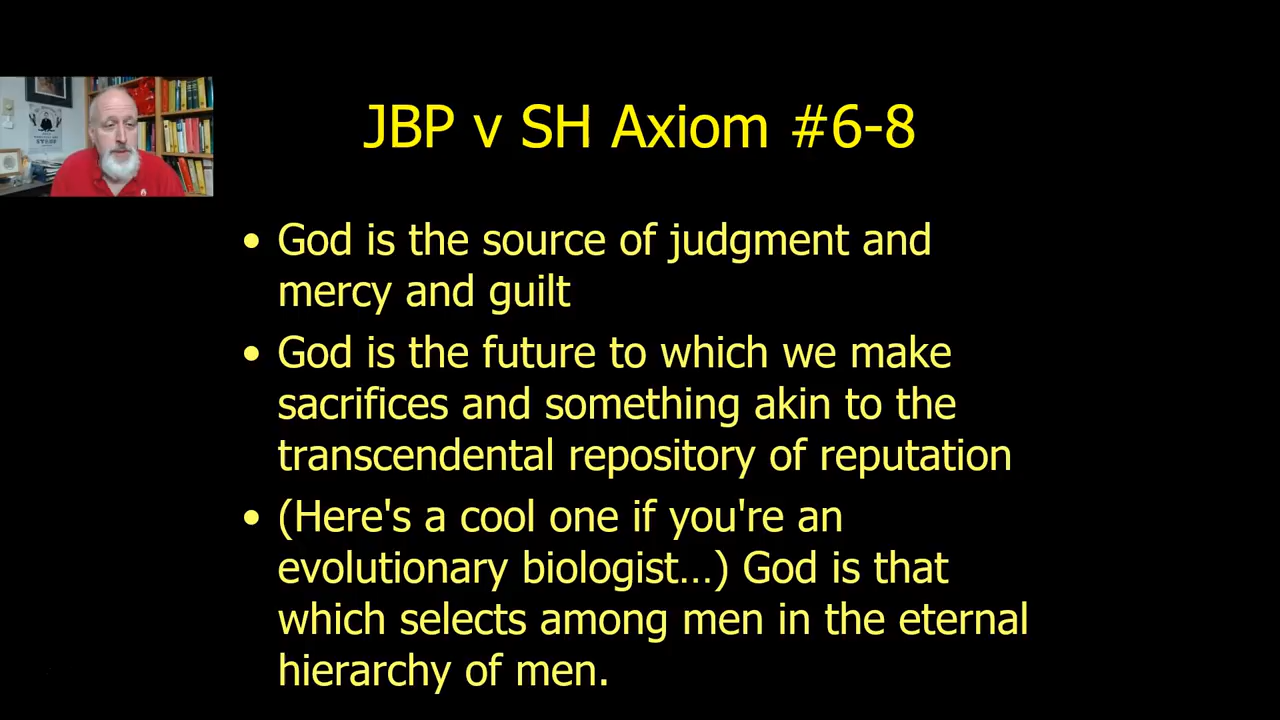 JBP v SH Axiom #6-8
• God is the source of judgment and
mercy and guilt
• God is the future to which we make
sacrifices and something akin to the
transcendental repository of reputation
• (Here's a cool one if you're an
evolutionary biologist...) God is that
which selects among men in the eternal
hierarchy of men.